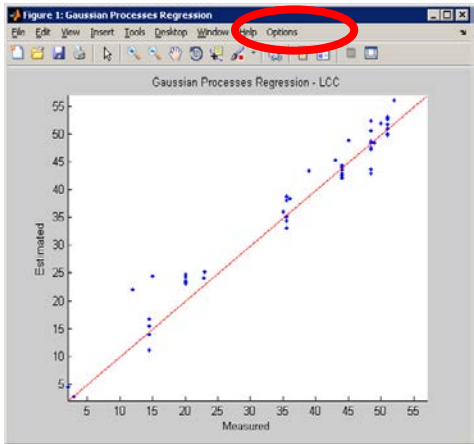 Figure 1: Gaussian Processes Regression
File Edit View Insert Tools Desktop Window Help Options
Gaussian Processes Regression - LCC
55
50
45
40
35
30
25
20
15
10
5
Estimated
5 10 15 20 25 30 35 40 45 50 55
Measured